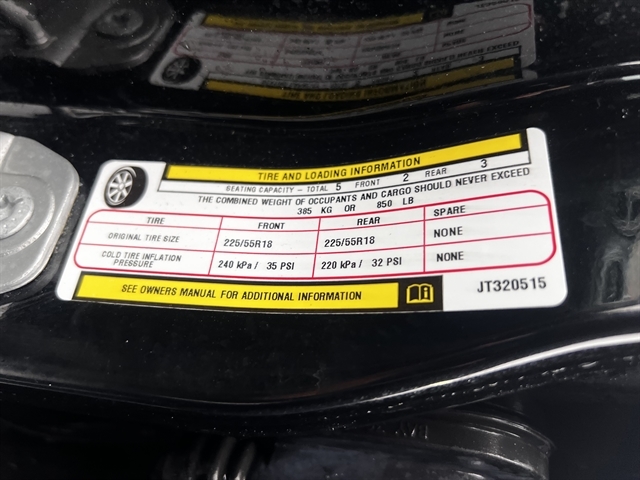 TIRE AND LOADING INFORMATION
SEATING CAPACITY - TOTAL 5 FRONT 2 REAR 3
THE COMBINED WEIGHT OF OCCUPANTS AND CARGO SHOULD NEVER EXCEED
385 KG OR 850 LB
TIRE FRONT REAR SPARE
ORIGINAL TIRE SIZE 225/55R18 225/55R18 NONE
COLD TIRE INFLATION PRESSURE 240 kPa / 35 PSI 220 kPa / 32 PSI NONE
SEE OWNERS MANUAL FOR ADDITIONAL INFORMATION
JT320515